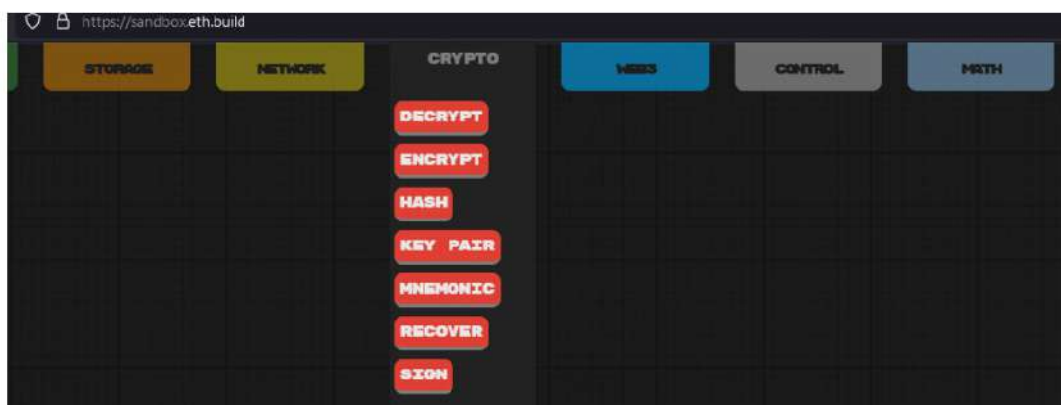 https://sandbox.eth.build
STORAGE NETWORK CRYPTO WEB3 CONTROL MATH
DECRYPT
ENCRYPT
HASH
KEY PAIR
MNEMONIC
RECOVER
SIGN